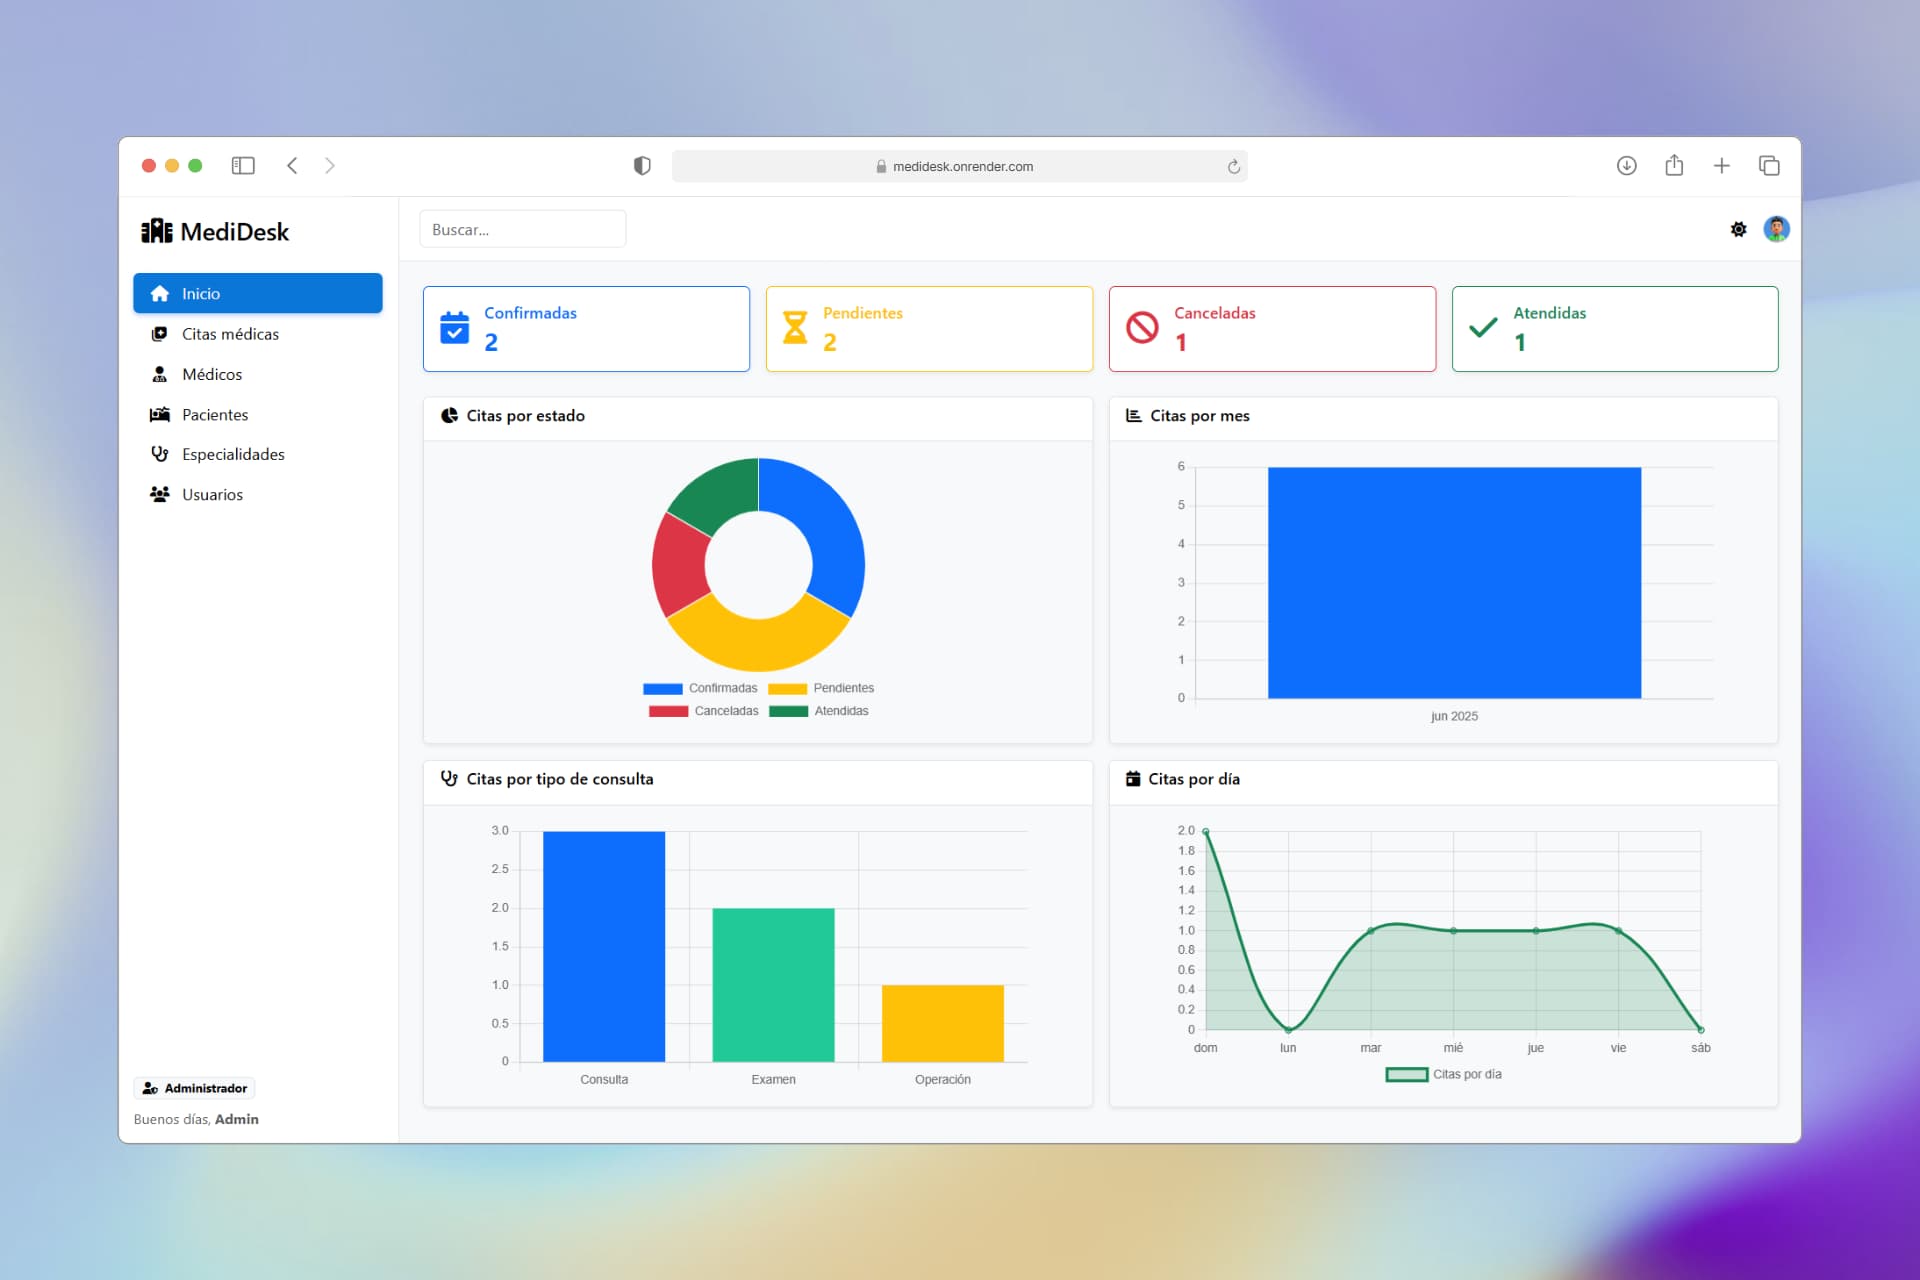 medidesk.onrender.com
MediDesk
Buscar...
Inicio
Citas médicas
Médicos
Pacientes
Especialidades
Usuarios
Administrador
Buenos días, Admin
Confirmadas
2
Pendientes
2
Canceladas
1
Atendidas
1
Citas por estado
Confirmadas Pendientes
Canceladas Atendidas
Citas por mes
6
5
4
3
2
1
0
jun 2025
Citas por tipo de consulta
3.0
2.5
2.0
1.5
1.0
0.5
0
Consulta Examen Operación
Citas por día
2.0
1.8
1.6
1.4
1.2
1.0
0.8
0.6
0.4
0.2
0
dom lun mar mié jue vie sáb
Citas por día